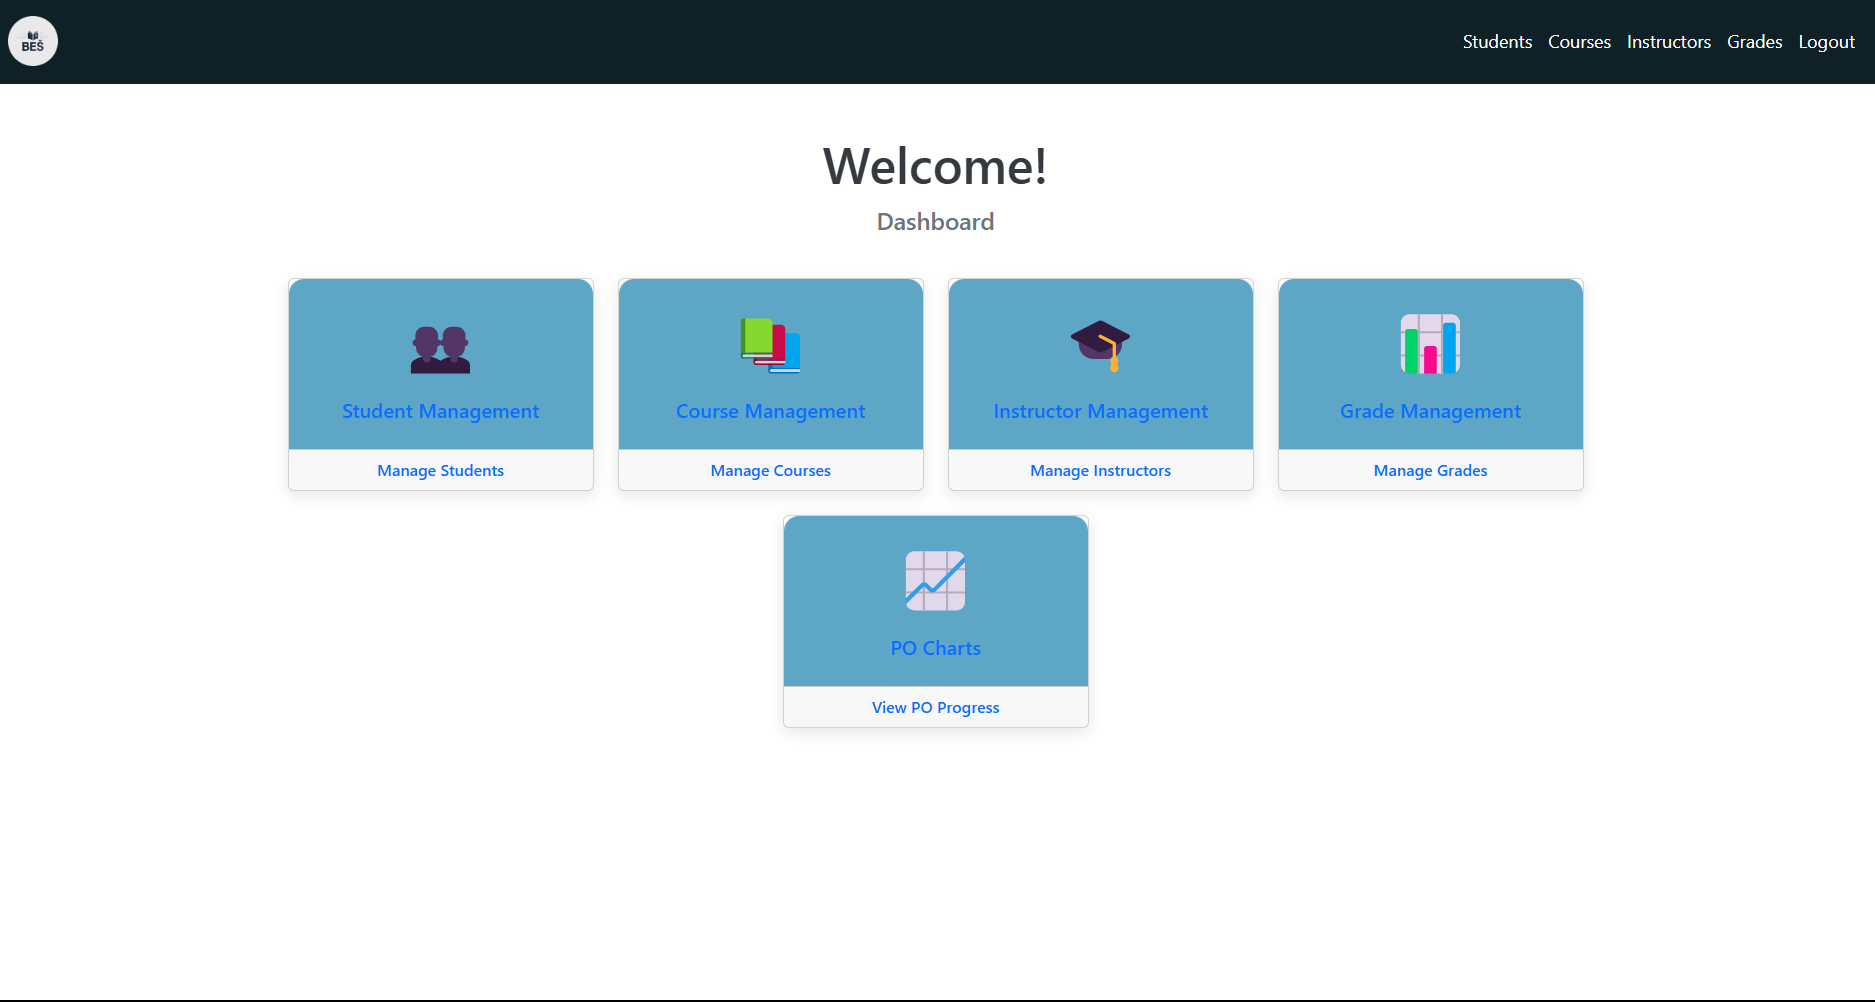 BEŞ
Students Courses Instructors Grades Logout
Welcome!
Dashboard
Student Management
Manage Students
Course Management
Manage Courses
Instructor Management
Manage Instructors
Grade Management
Manage Grades
PO Charts
View PO Progress